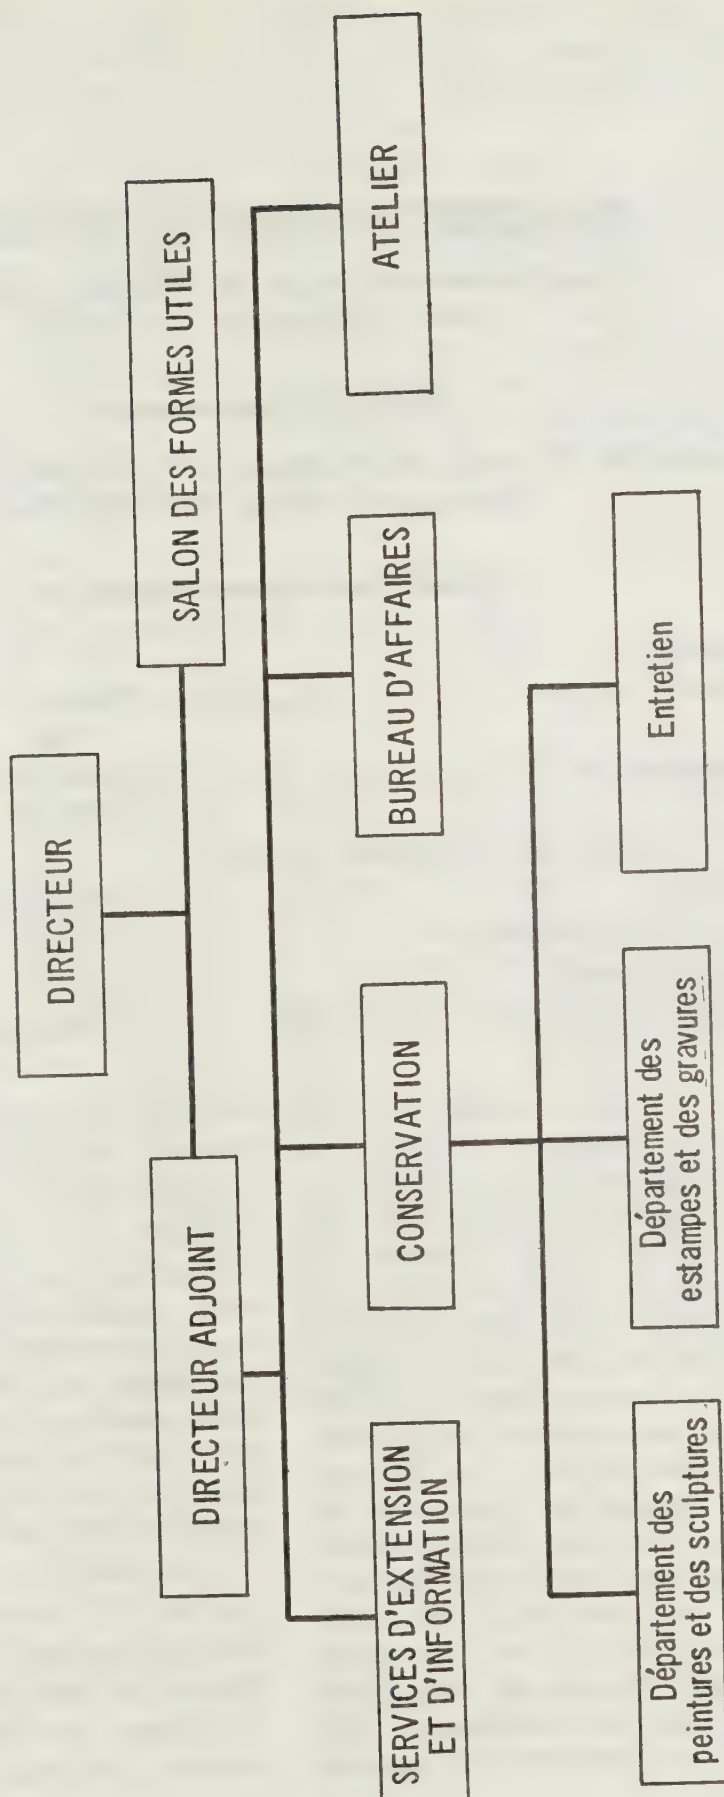 DIRECTEUR
DIRECTEUR ADJOINT
SALON DES FORMES UTILES
SERVICES D'EXTENSION
ET D'INFORMATION
CONSERVATION
BUREAU D'AFFAIRES
ATELIER
Département des
peintures et des sculptures
Département des
estampes et des gravures
Entretien